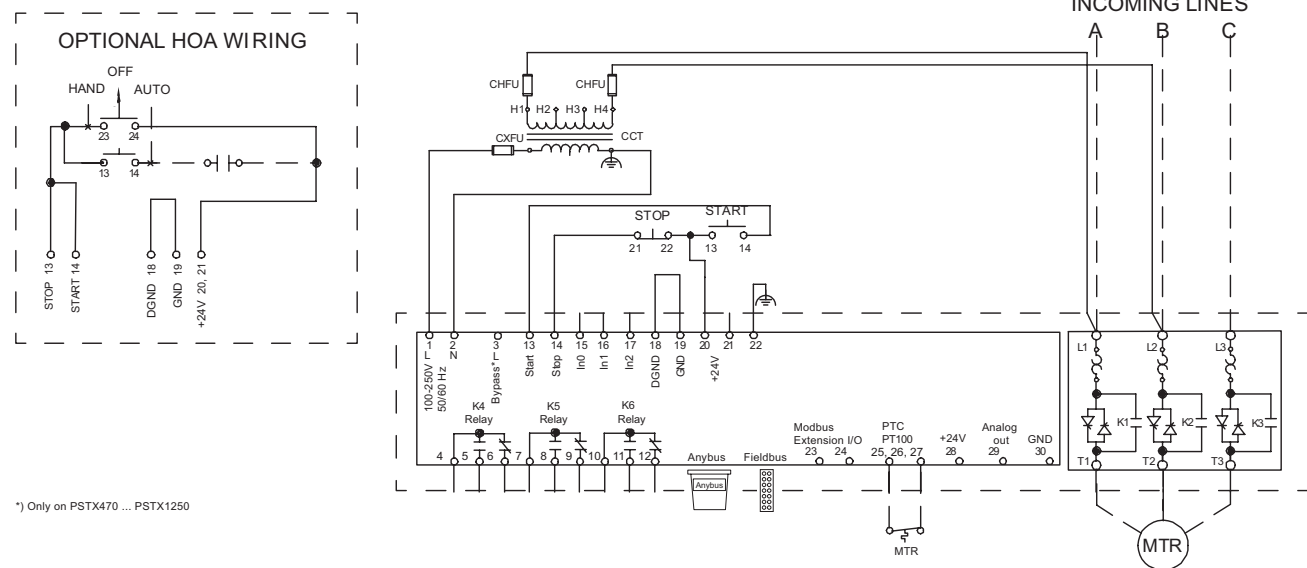 INCOMING LINES
A B C
OPTIONAL HOA WIRING
OFF
HAND AUTO
23 24
13 14
STOP 13
START 14
DGND 18
GND 19
+24V 20, 21
CHFU CHFU
H1 H2 H3 H4
CXFU CCT
STOP START
21 22 13 14
1 2 3 13 14 15 16 17 18 19 20 21 22
L N
100-250V
50/60 Hz
Bypass* L
Start
Stop
In0
In1
In2
DGND
GND
+24V
K4
Relay
K5
Relay
K6
Relay
4 5 6 7 8 9 10 11 12
Modbus
Extension I/O
23 24
PTC
PT100
25, 26, 27
+24V
28
Analog
out
29
GND
30
Anybus Fieldbus
Anybus
MTR
L1 L2 L3
K1 K2 K3
T1 T2 T3
MTR
*) Only on PSTX470 ... PSTX1250